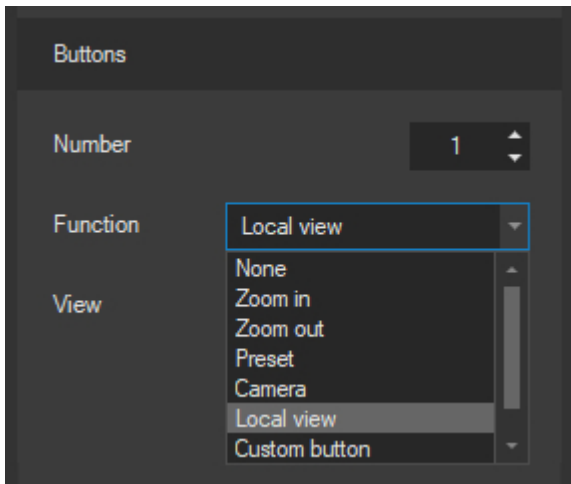 Buttons
Number 1
Function Local view
None
View Zoom in
Zoom out
Preset
Camera
Local view
Custom button